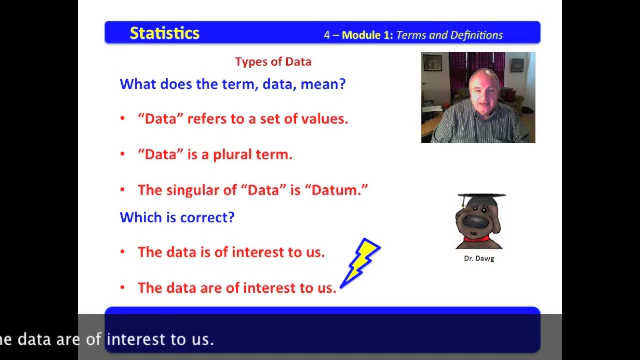 Statistics
4 – Module 1: Terms and Definitions
Types of Data
What does the term, data, mean?
• “Data” refers to a set of values.
• “Data” is a plural term.
• The singular of “Data” is “Datum.”
Which is correct?
• The data is of interest to us.
• The data are of interest to us.
Dr. Dawg
he data are of interest to us.